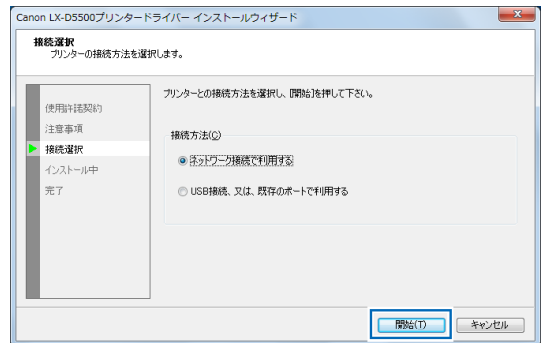 Canon LX-D5500プリンタードライバー インストールウィザード
接続選択
プリンターの接続方法を選択します。
プリンターとの接続方法を選択し、[開始]を押して下さい。
使用許諾契約
注意事項
接続選択
インストール中
完了
接続方法(C)
ネットワーク接続で利用する
USB接続、又は、既存のポートで利用する
開始(T)
キャンセル